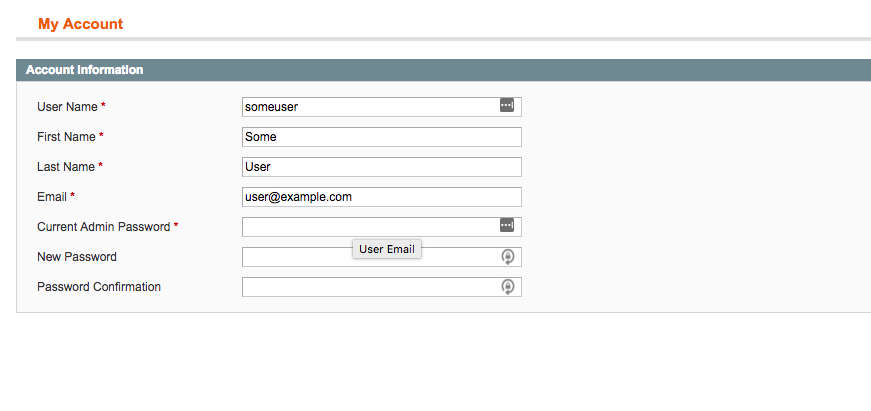 My Account
Account Information
User Name * someuser
First Name * Some
Last Name * User
Email * user@example.com
Current Admin Password *
User Email
New Password
Password Confirmation